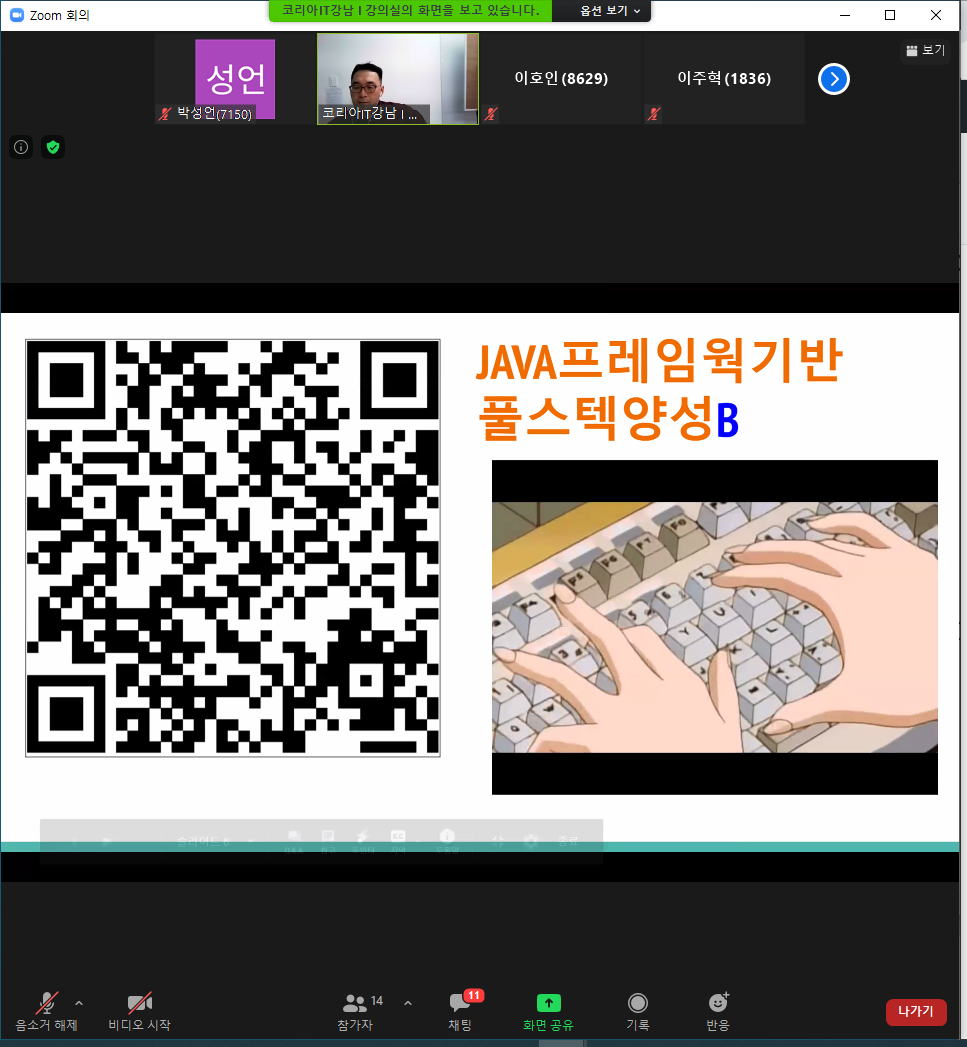 Zoom 회의
코리아IT강남 I 강의실의 화면을 보고 있습니다.
옵션 보기
보기
성언
박성언(7150)
코리아IT강남 I ...
이호인(8629)
이주혁(1836)
JAVA프레임웍기반
풀스텍양성B
음소거 해제
비디오 시작
14
참가자
11
채팅
화면 공유
기록
반응
나가기